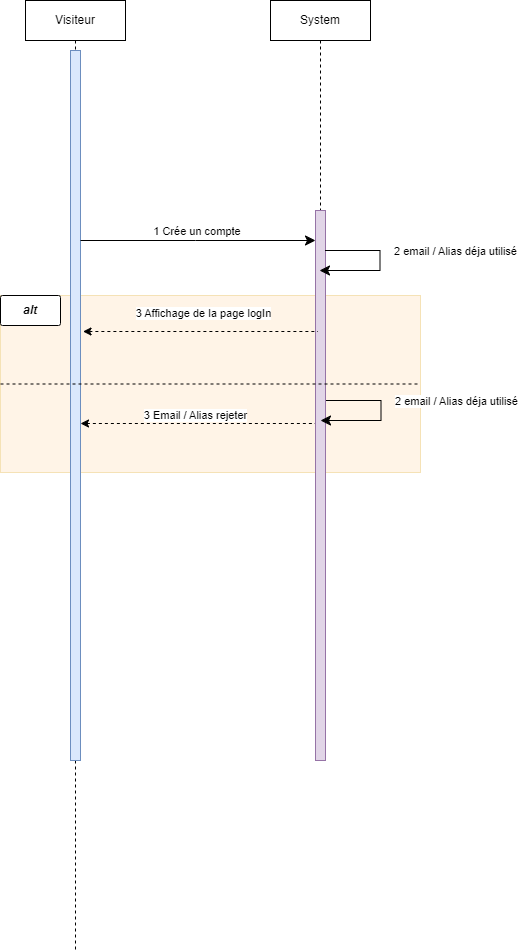 Visiteur
System
1 Crée un compte
2 email / Alias déja utilisé
alt
3 Affichage de la page logIn
2 email / Alias déja utilisé
3 Email / Alias rejeter